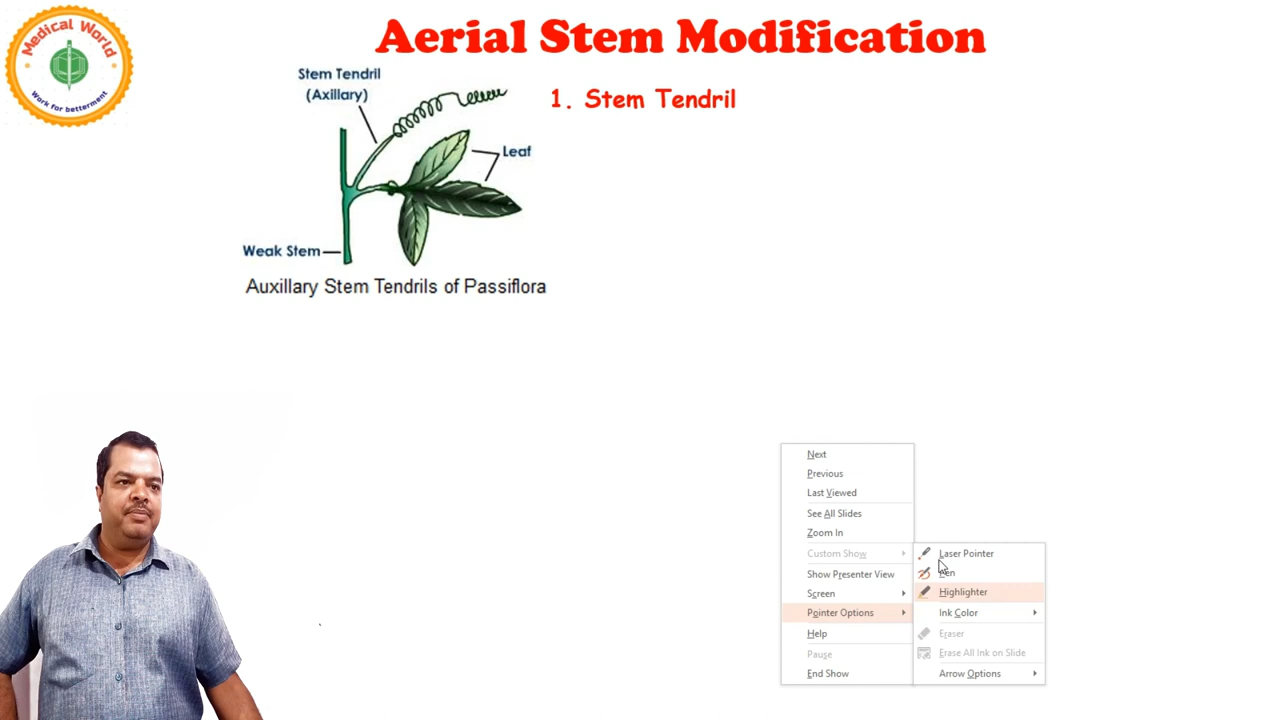 Medical World
Work for betterment
Aerial Stem Modification
Stem Tendril
(Axillary)
1. Stem Tendril
Leaf
Weak Stem
Auxillary Stem Tendrils of Passiflora
Next
Previous
Last Viewed
See All Slides
Zoom In
Custom Show
Show Presenter View
Screen
Pointer Options
Help
Pause
End Show
Laser Pointer
Pen
Highlighter
Ink Color
Eraser
Erase All Ink on Slide
Arrow Options